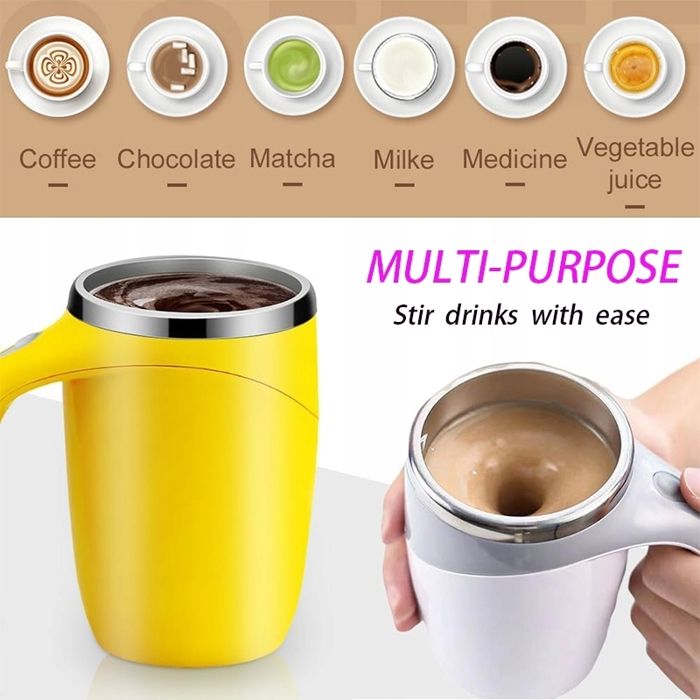 Coffee
Chocolate
Matcha
Milke
Medicine
Vegetable
juice
MULTI-PURPOSE
Stir drinks with ease